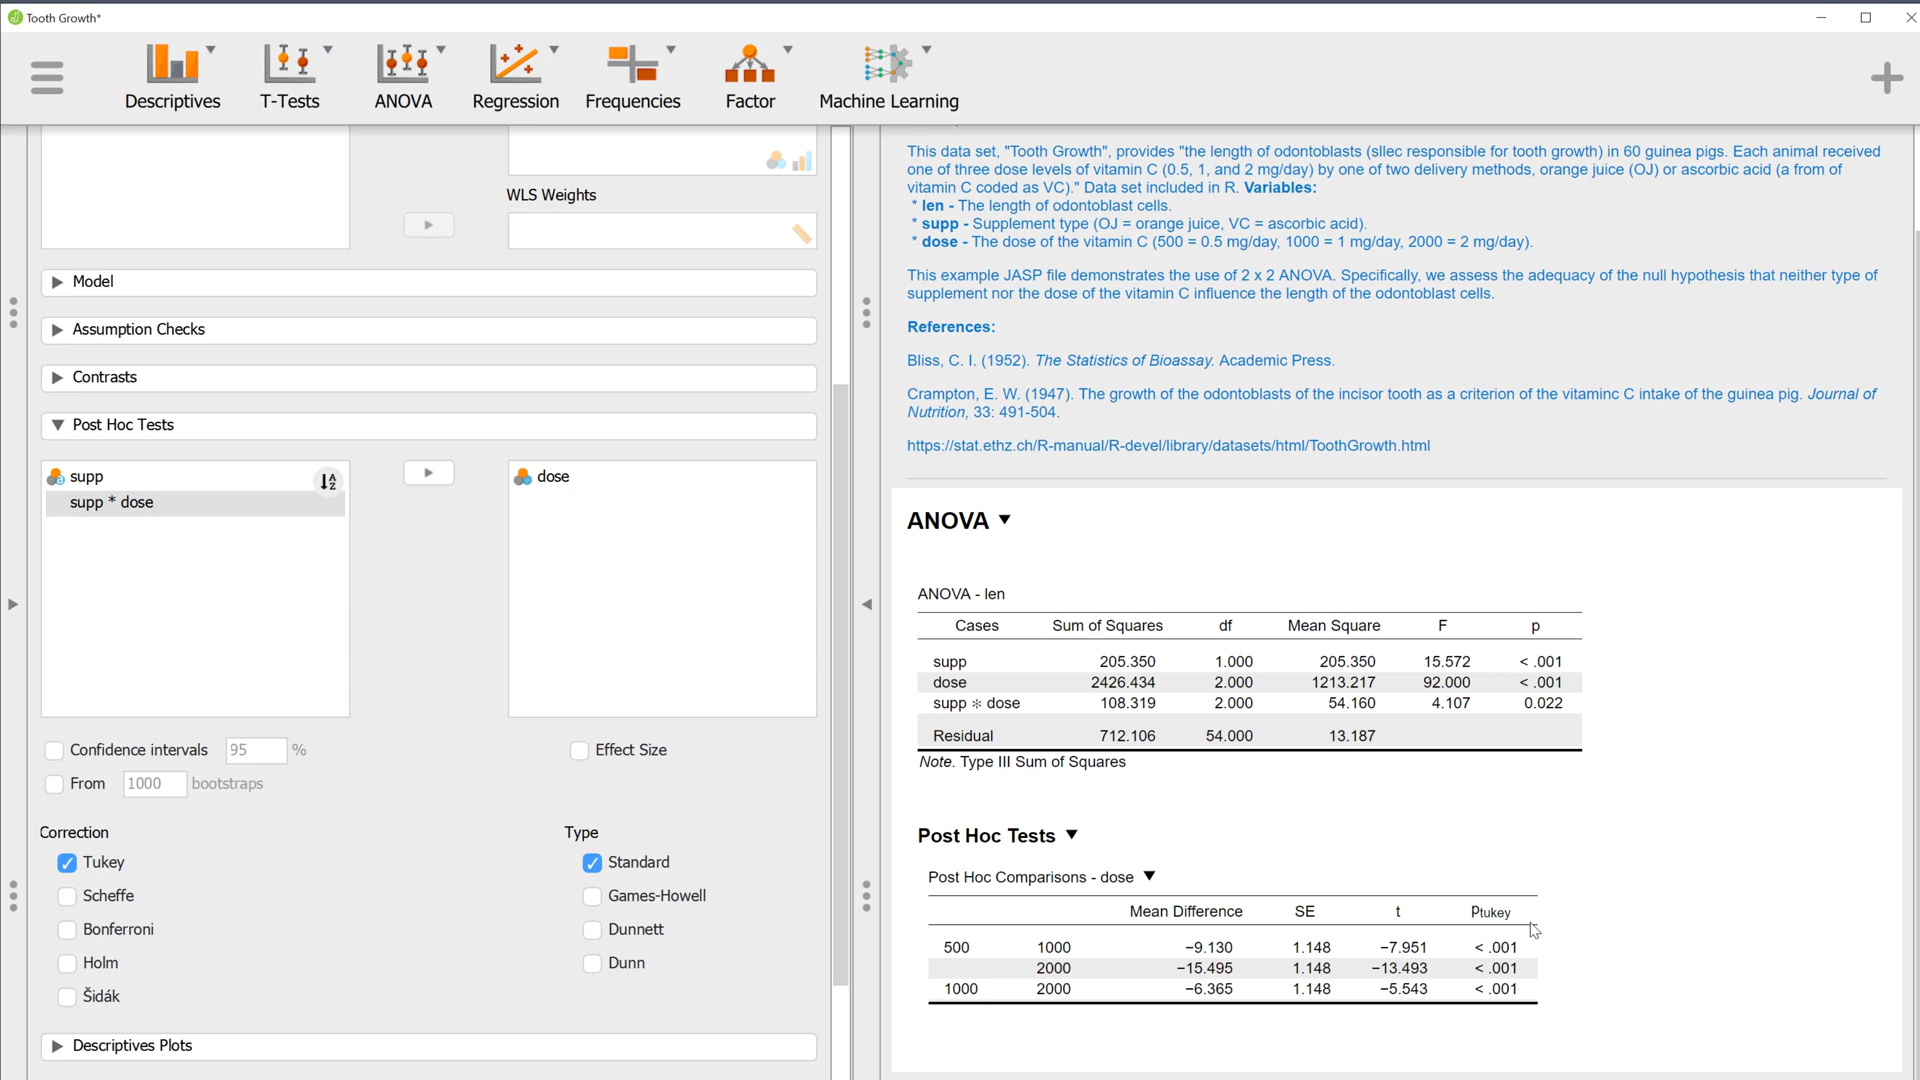 Tooth Growth*
Descriptives
T-Tests
ANOVA
Regression
Frequencies
Factor
Machine Learning
WLS Weights
Model
Assumption Checks
Contrasts
Post Hoc Tests
supp
supp * dose
dose
Confidence intervals 95 %
Effect Size
From 1000 bootstraps
Correction
Tukey
Scheffe
Bonferroni
Holm
Šidák
Type
Standard
Games-Howell
Dunnett
Dunn
Descriptives Plots
This data set, "Tooth Growth", provides "the length of odontoblasts (sllec responsible for tooth growth) in 60 guinea pigs. Each animal received
one of three dose levels of vitamin C (0.5, 1, and 2 mg/day) by one of two delivery methods, orange juice (OJ) or ascorbic acid (a from of
vitamin C coded as VC)." Data set included in R. Variables:
* len - The length of odontoblast cells.
* supp - Supplement type (OJ = orange juice, VC = ascorbic acid).
* dose - The dose of the vitamin C (500 = 0.5 mg/day, 1000 = 1 mg/day, 2000 = 2 mg/day).
This example JASP file demonstrates the use of 2 x 2 ANOVA. Specifically, we assess the adequacy of the null hypothesis that neither type of
supplement nor the dose of the vitamin C influence the length of the odontoblast cells.
References:
Bliss, C. I. (1952). The Statistics of Bioassay. Academic Press.
Crampton, E. W. (1947). The growth of the odontoblasts of the incisor tooth as a criterion of the vitaminc C intake of the guinea pig. Journal of
Nutrition, 33: 491-504.
https://stat.ethz.ch/R-manual/R-devel/library/datasets/html/ToothGrowth.html
ANOVA
ANOVA - len
Cases Sum of Squares df Mean Square F p
supp 205.350 1.000 205.350 15.572 < .001
dose 2426.434 2.000 1213.217 92.000 < .001
supp ✻ dose 108.319 2.000 54.160 4.107 0.022
Residual 712.106 54.000 13.187
Note. Type III Sum of Squares
Post Hoc Tests
Post Hoc Comparisons - dose
Mean Difference SE t Ptukey
500 1000 −9.130 1.148 −7.951 < .001
2000 −15.495 1.148 −13.493 < .001
1000 2000 −6.365 1.148 −5.543 < .001